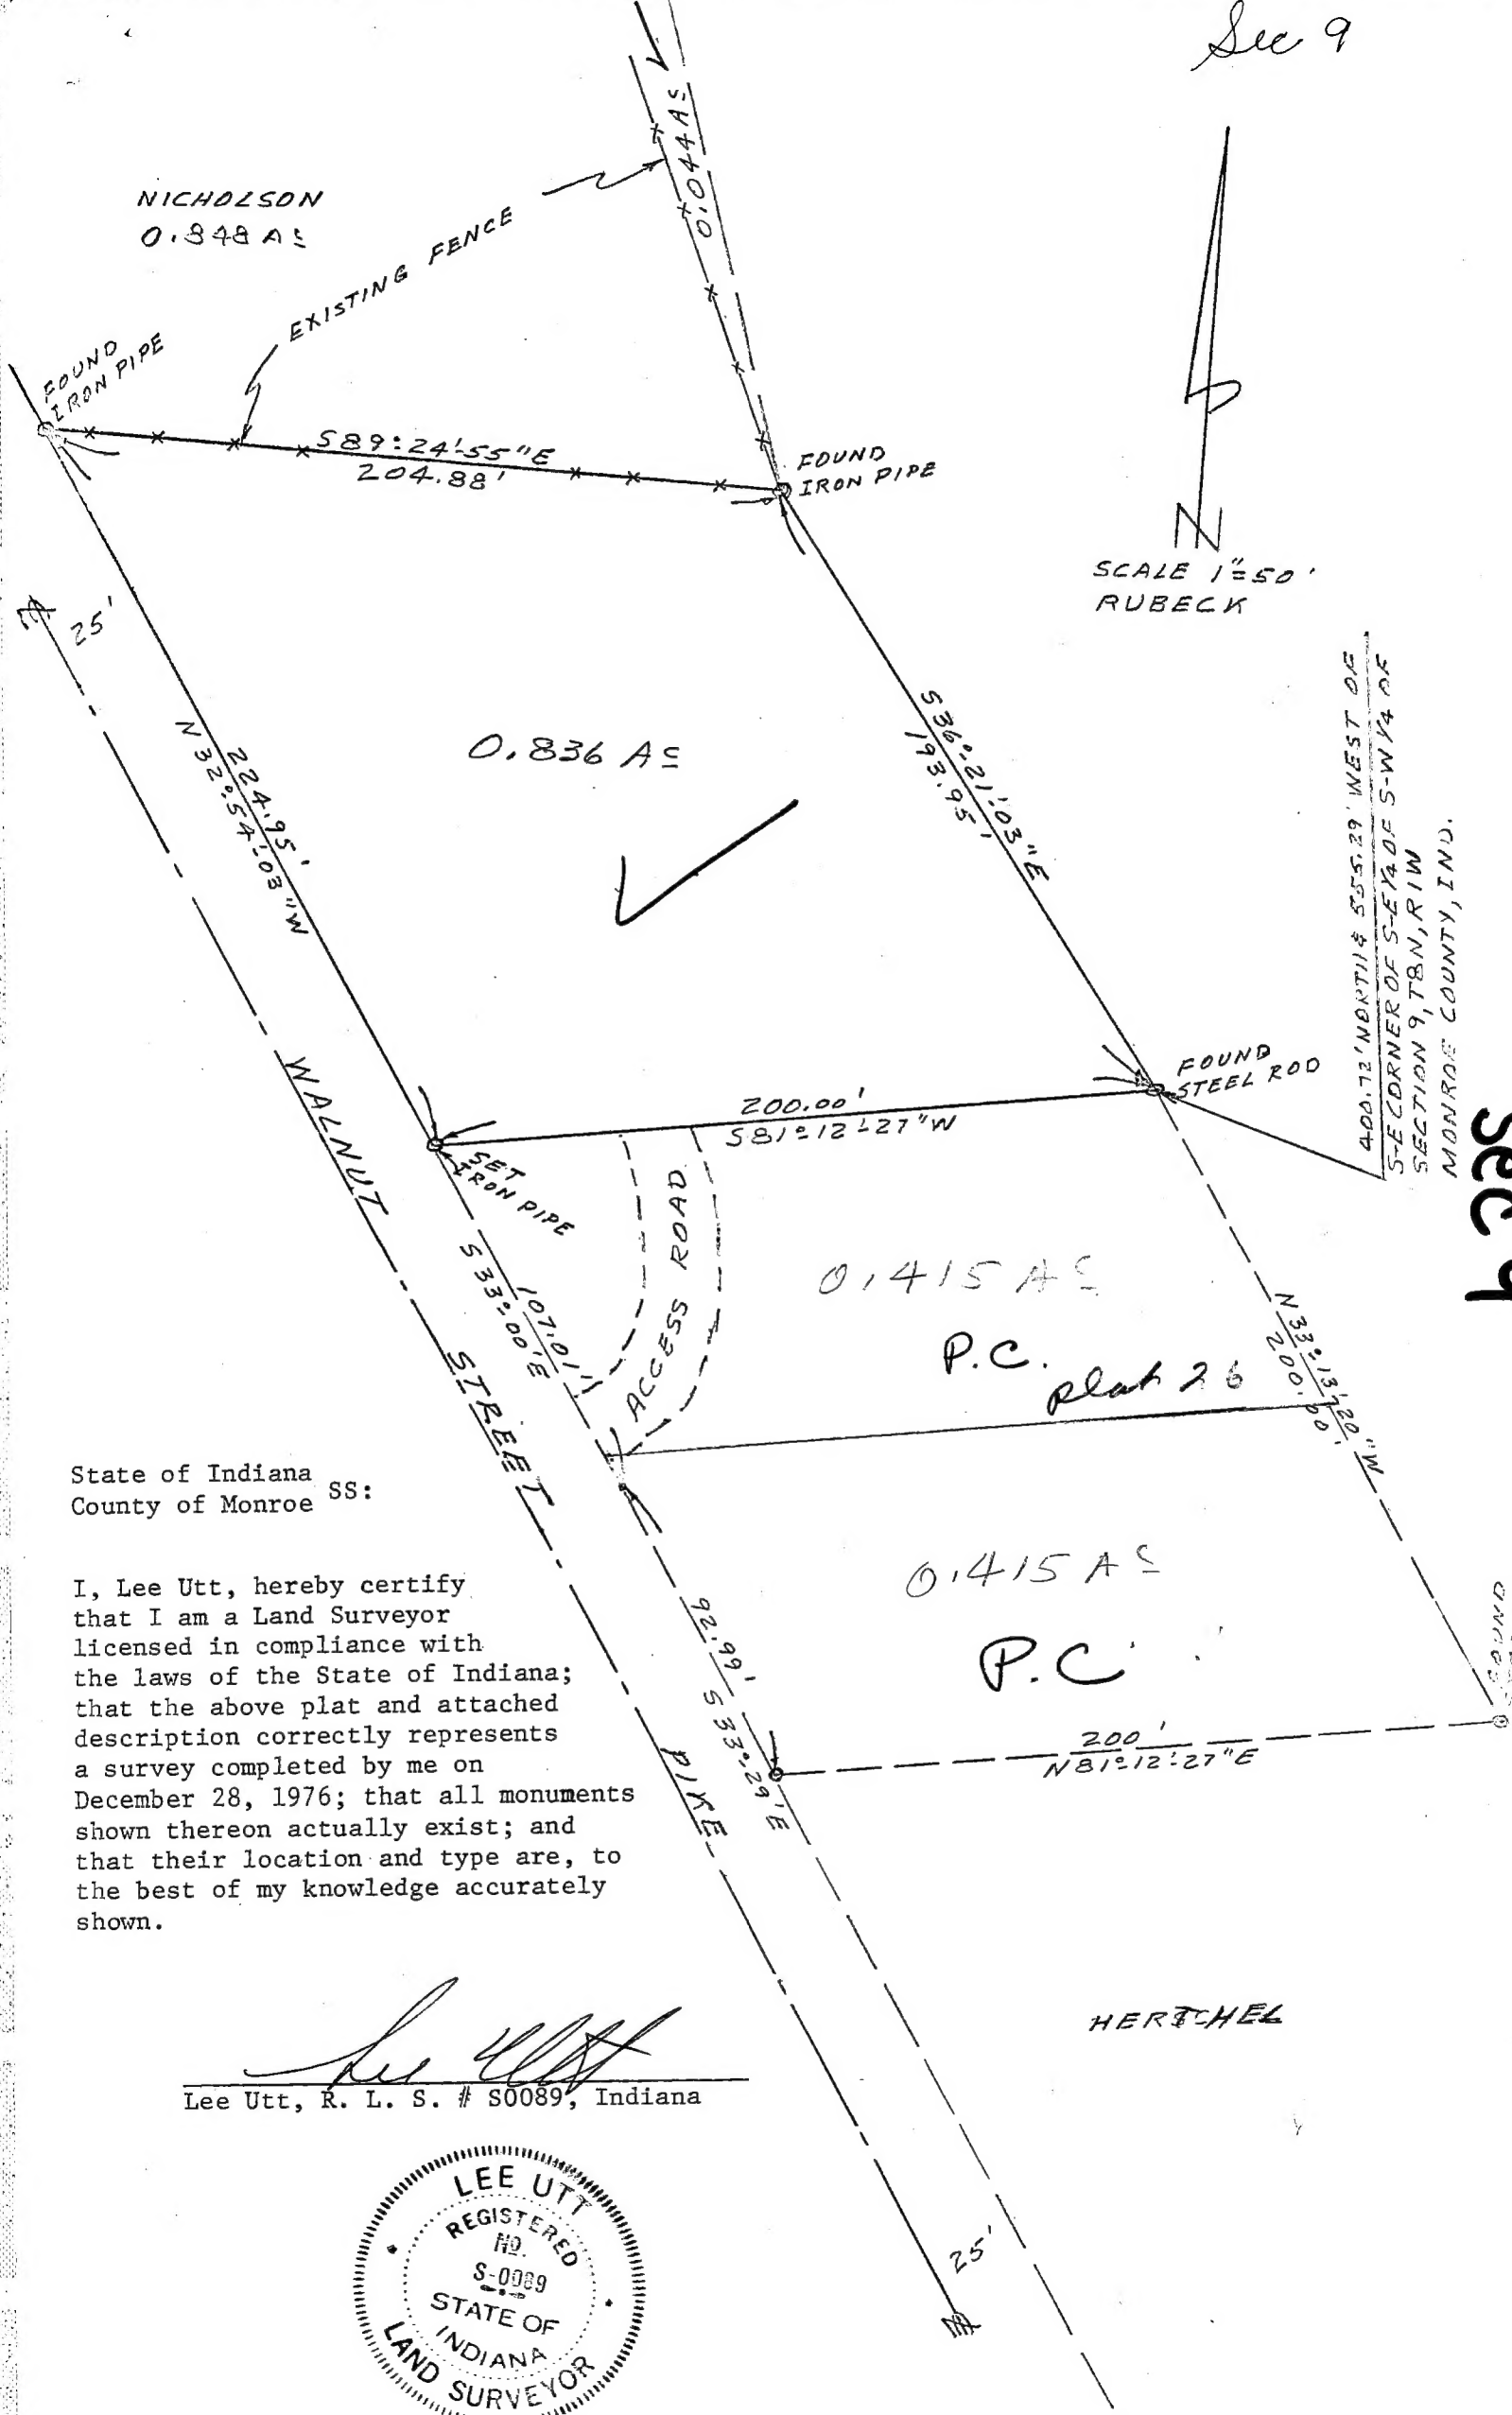 Sec 9
0.044 AC
NICHOLSON
0.848 AC
EXISTING FENCE
FOUND
IRON PIPE
S89°-24'-55"E
204.88'
FOUND
IRON PIPE
SCALE 1"=50'
RUBECK
25'
224.95'
N32°-54'-03"W
0.836 AC
S36°-21'-03"E
193.95'
400.72' NORTH & 555.29' WEST OF
S-E CORNER OF S-E 1/4 OF S-W 1/4 OF
SECTION 9, T8N, R1W
MONROE COUNTY, IND.
Sec 9
FOUND
STEEL ROD
200.00'
S81°-12'-27"W
SET
IRON PIPE
WALNUT STREET PIKE
ACCESS ROAD
107.01'
S33°-00'E
0.415 AC
P.C.
plat 26
N33°-13'-20"W
200.00'
0.415 AC
P.C.
92.99'
S33°-29'E
FOUND
200'
N81°-12'-27"E
State of Indiana
County of Monroe SS:
I, Lee Utt, hereby certify
that I am a Land Surveyor
licensed in compliance with
the laws of the State of Indiana;
that the above plat and attached
description correctly represents
a survey completed by me on
December 28, 1976; that all monuments
shown thereon actually exist; and
that their location and type are, to
the best of my knowledge accurately
shown.
HERTCHEL
Lee Utt
Lee Utt, R. L. S. # S0089, Indiana
LEE UTT
REGISTERED
NO.
S-0089
STATE OF
INDIANA
LAND SURVEYOR
25'